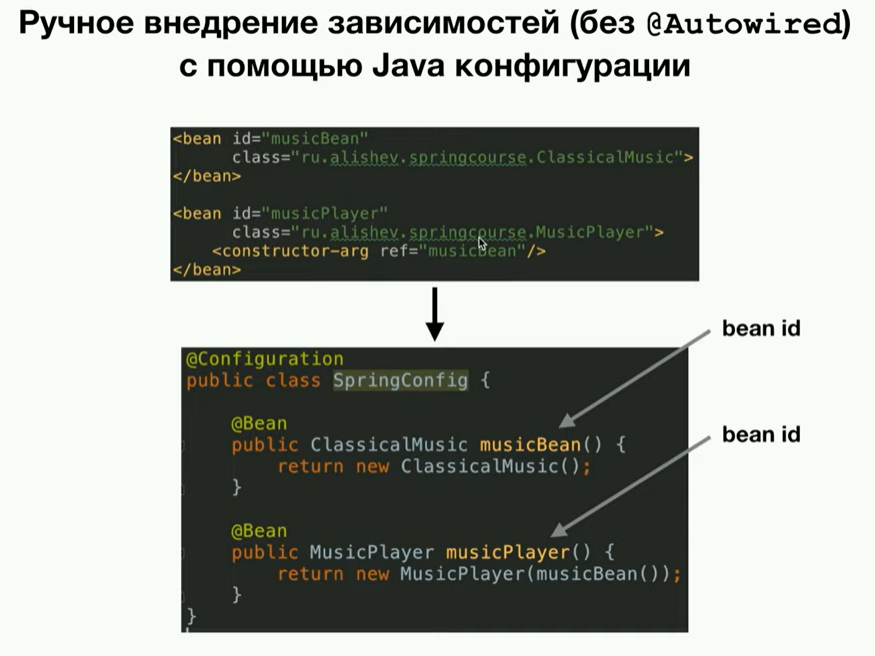 Ручное внедрение зависимостей (без @Autowired)
с помощью Java конфигурации
<bean id="musicBean"
class="ru.alishev.springcourse.ClassicalMusic">
</bean>
<bean id="musicPlayer"
class="ru.alishev.springcourse.MusicPlayer">
<constructor-arg ref="musicBean"/>
</bean>
bean id
@Configuration
public class SpringConfig {
@Bean
public ClassicalMusic musicBean() {
return new ClassicalMusic();
}
bean id
@Bean
public MusicPlayer musicPlayer() {
return new MusicPlayer(musicBean());
}
}